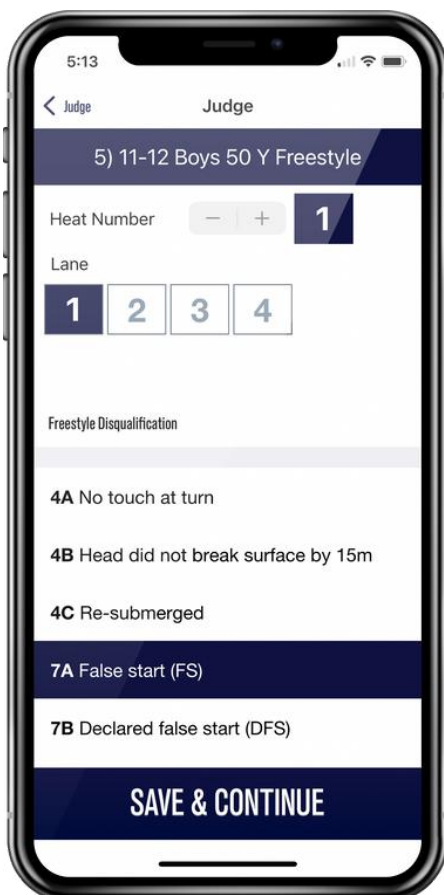 5:13
Judge
Judge
5) 11-12 Boys 50 Y Freestyle
Heat Number − + 1
Lane
1 2 3 4
Freestyle Disqualification
4A No touch at turn
4B Head did not break surface by 15m
4C Re-submerged
7A False start (FS)
7B Declared false start (DFS)
SAVE & CONTINUE